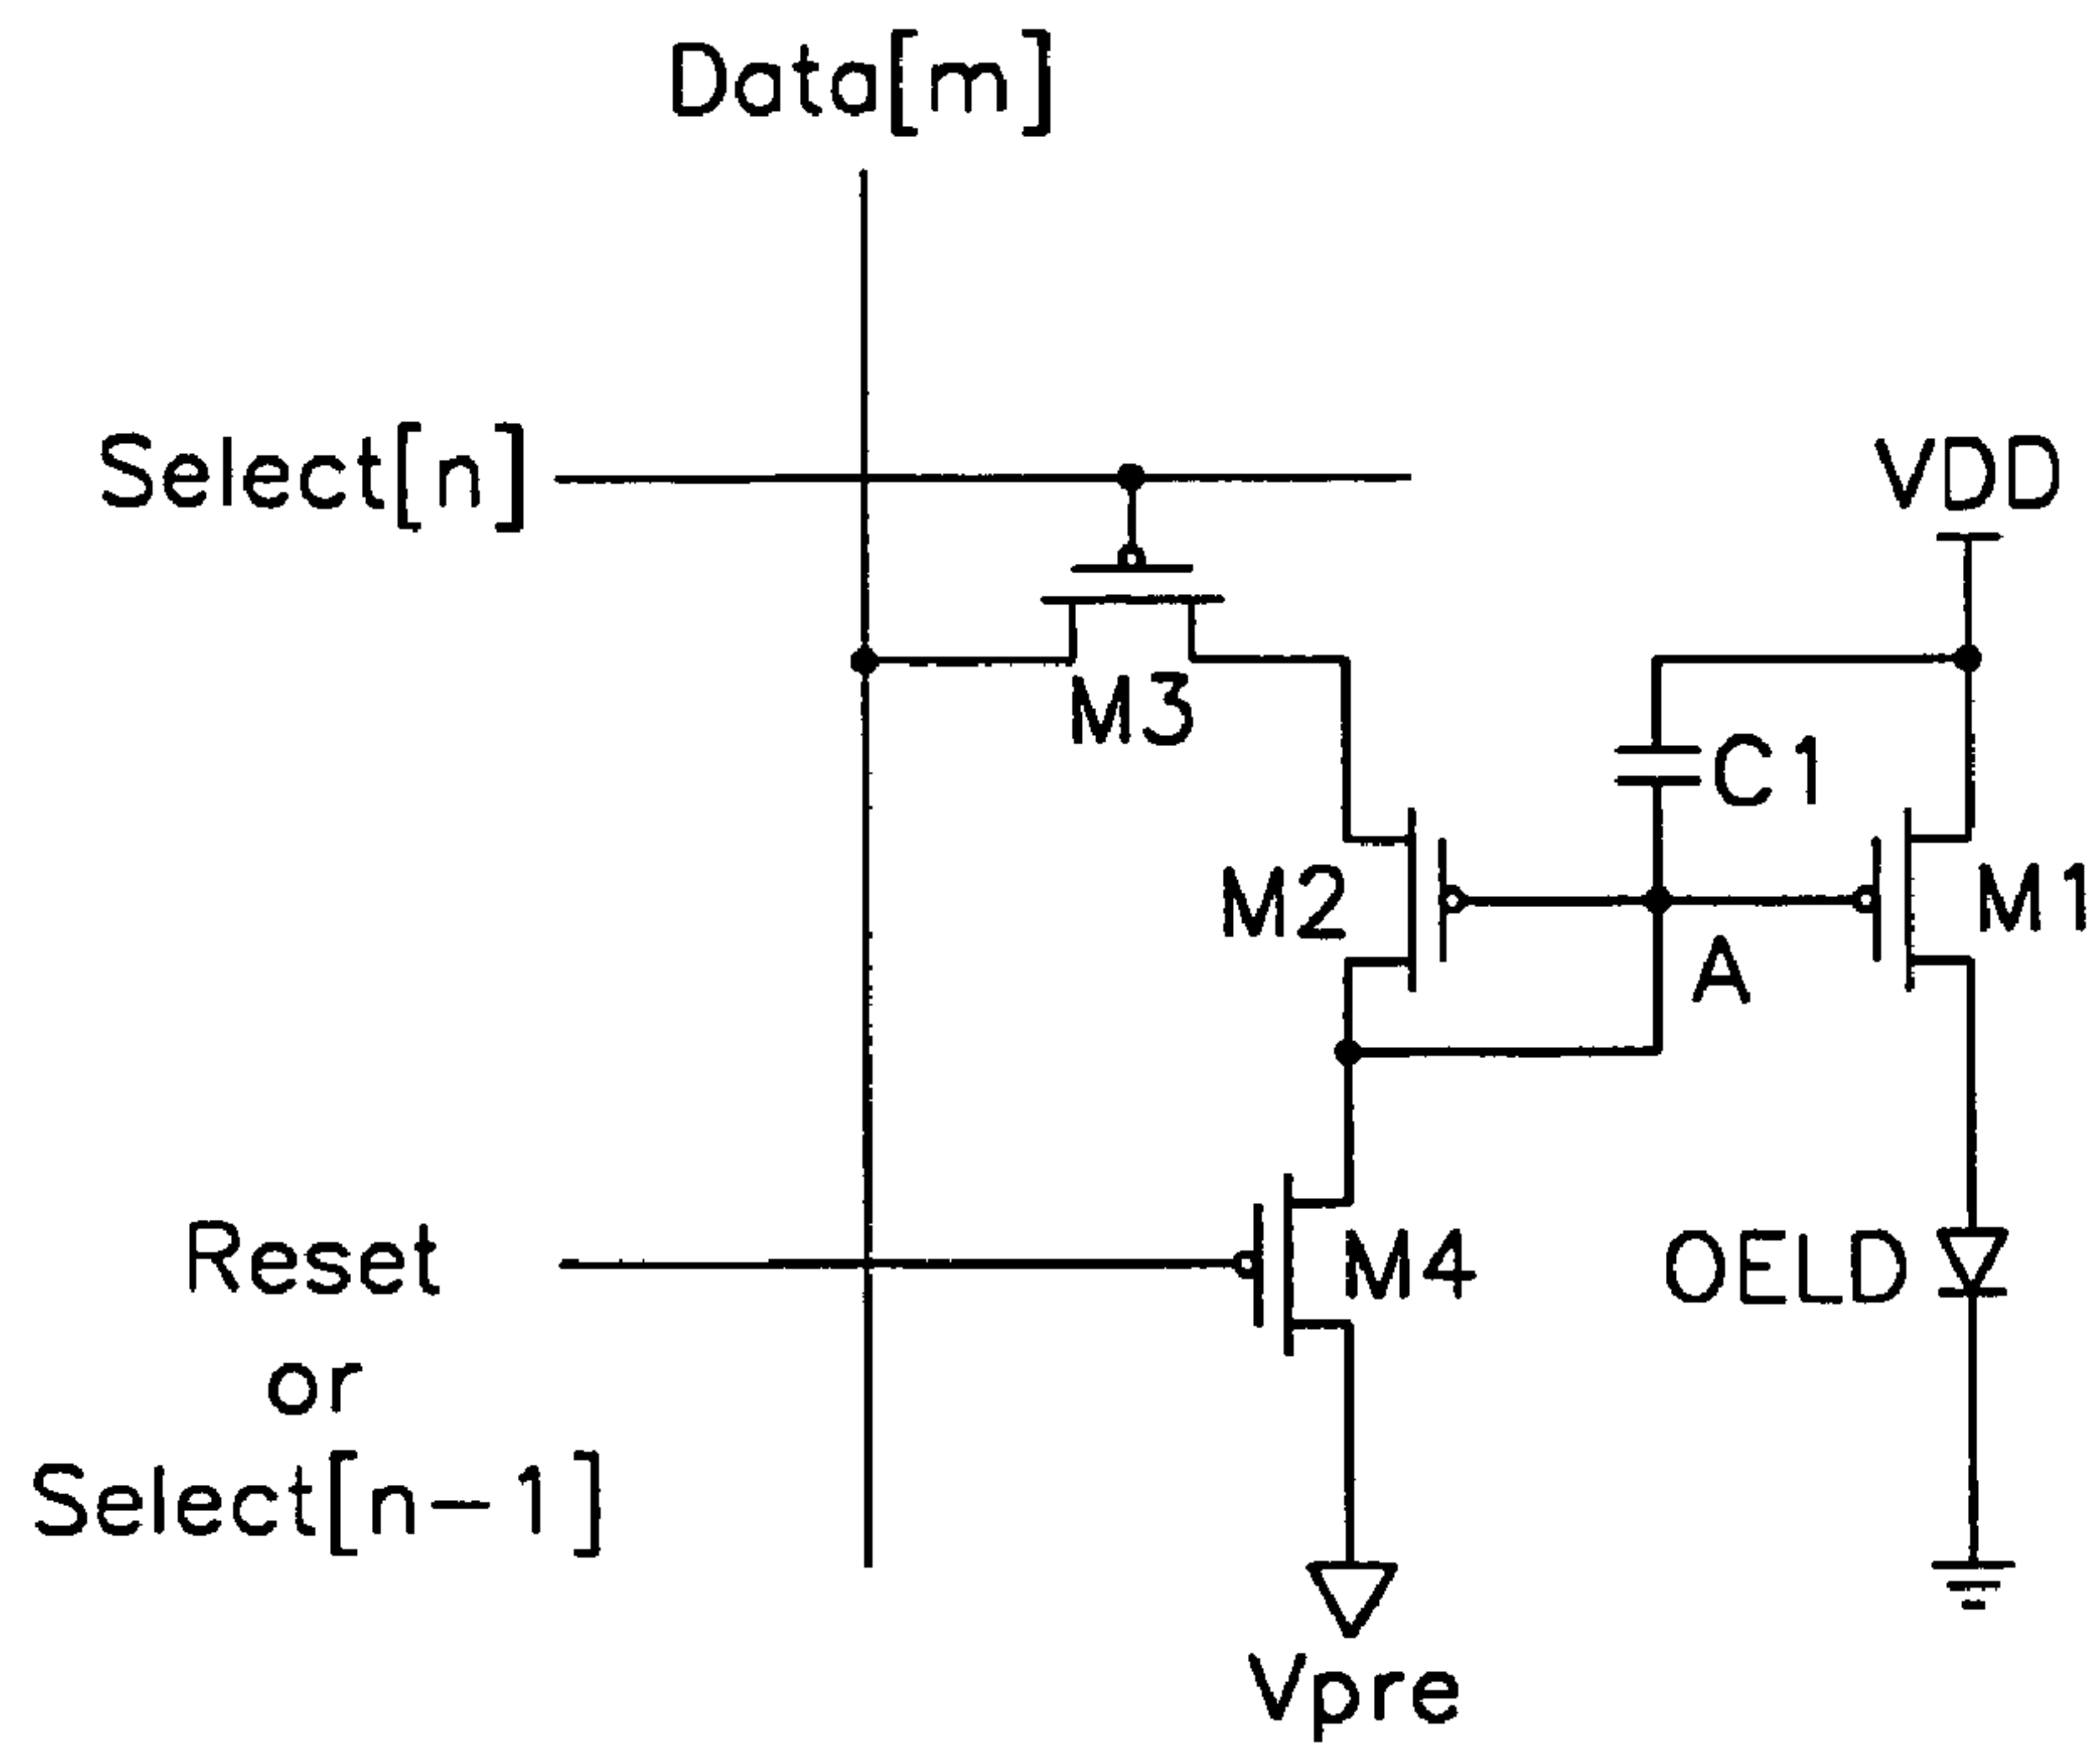 Data[m]
Select[n]
VDD
M3
C1
M2
M1
A
Reset
or
Select[n-1]
M4
OELD
Vpre